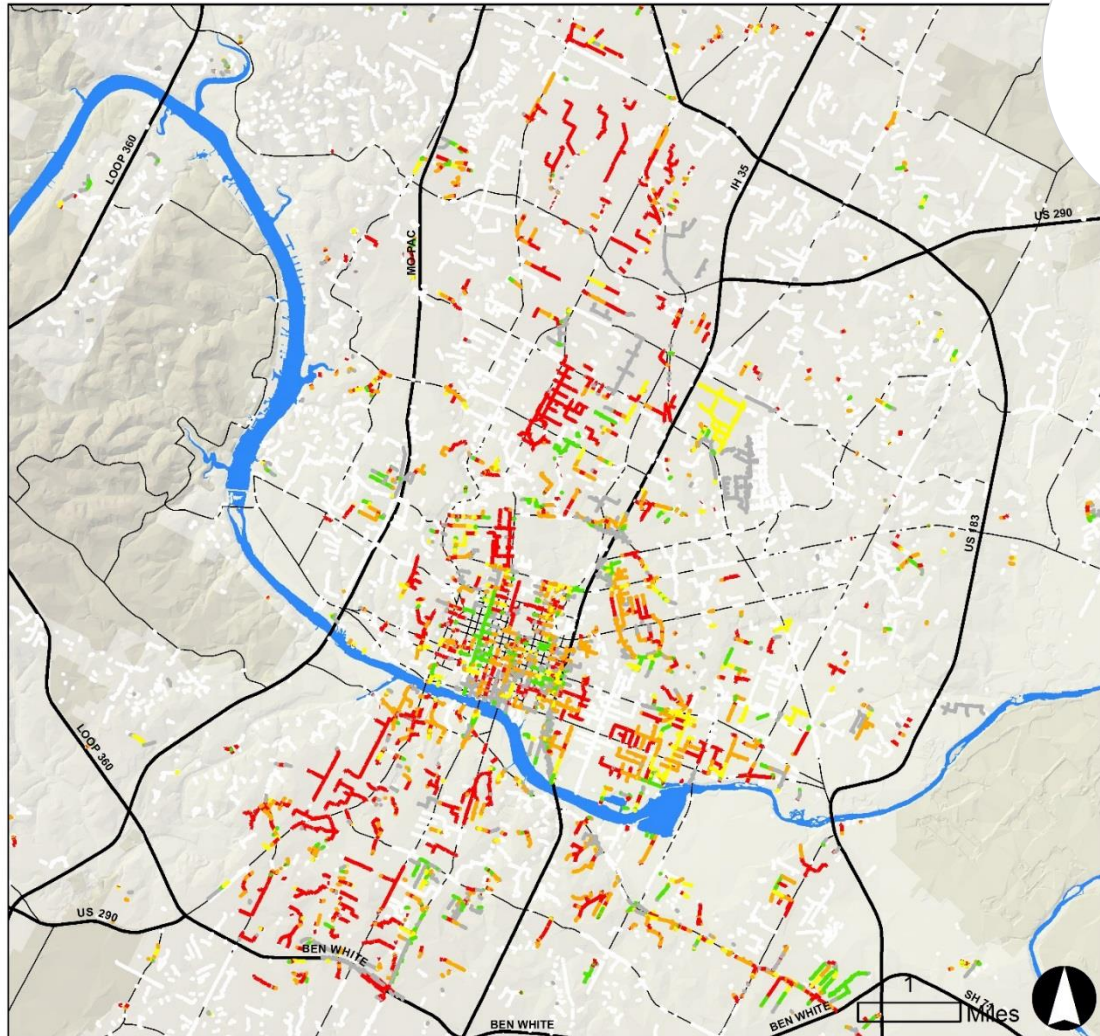 LOOP 360
MO PAC
IH 35
US 290
US 183
LOOP 360
US 290
BEN WHITE
BEN WHITE
BEN WHITE
SH 71
1
Miles